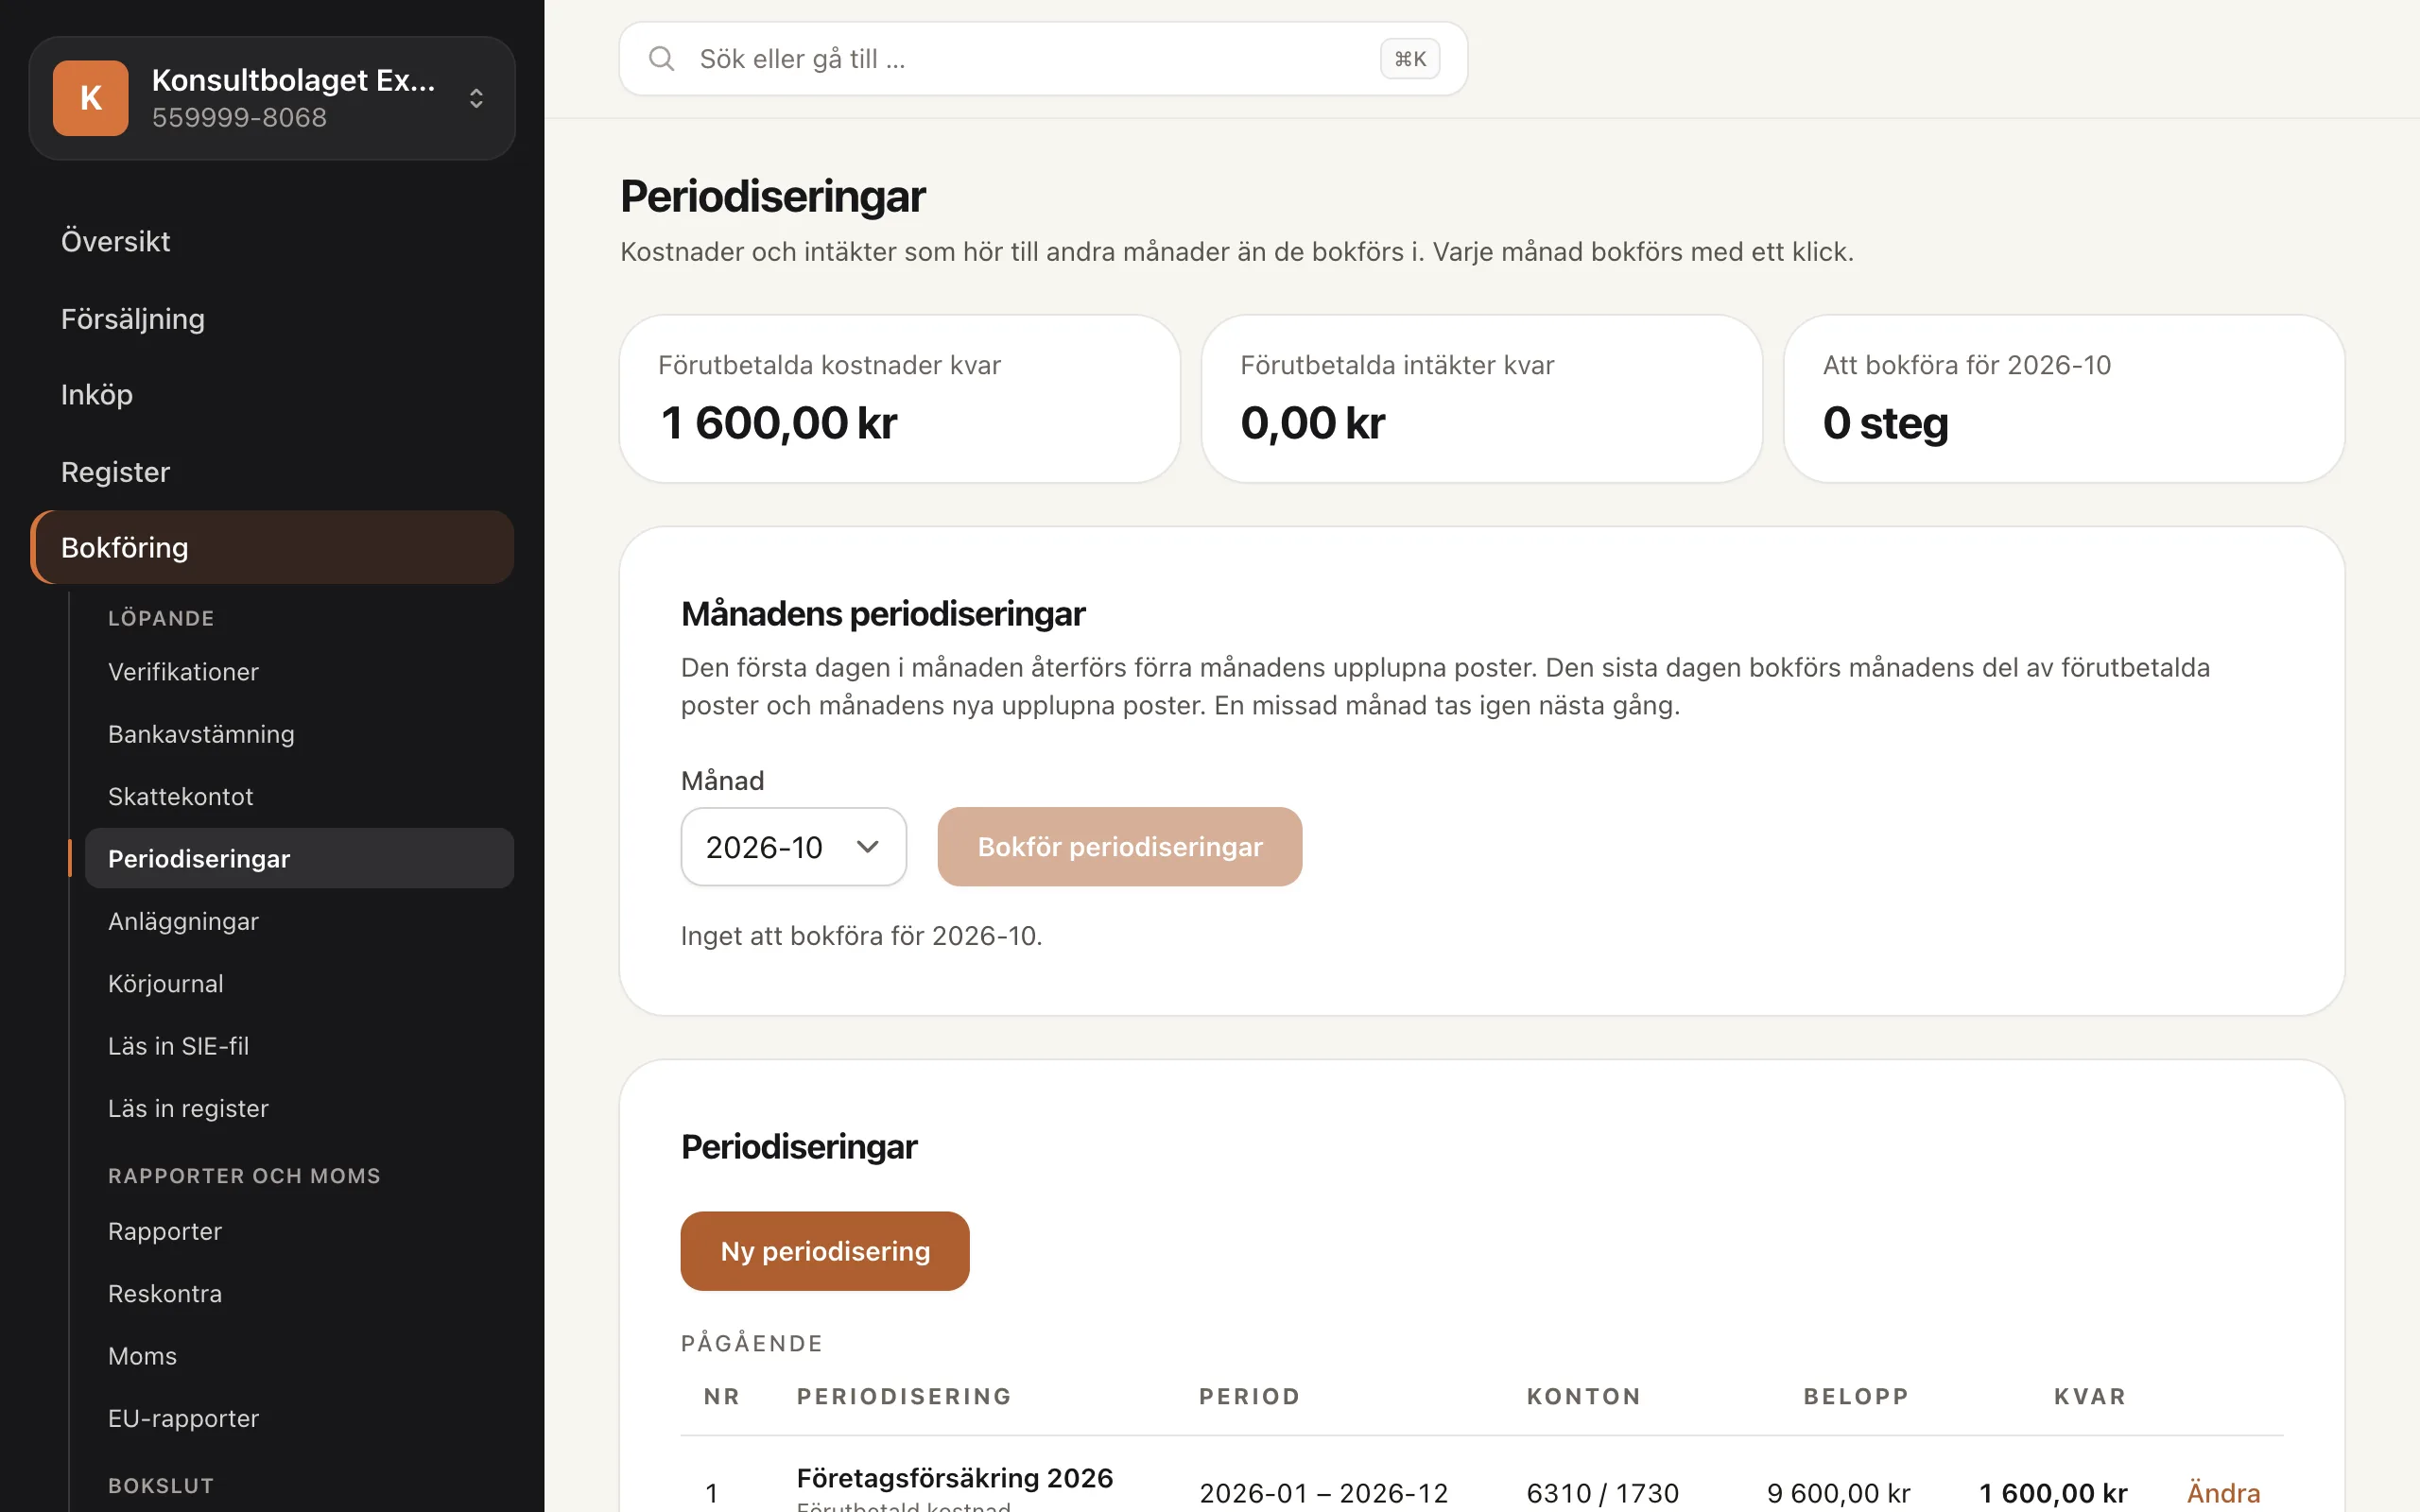 K
Konsultbolaget Ex...
559999-8068
Översikt
Försäljning
Inköp
Register
Bokföring
LÖPANDE
Verifikationer
Bankavstämning
Skattekontot
Periodiseringar
Anläggningar
Körjournal
Läs in SIE-fil
Läs in register
RAPPORTER OCH MOMS
Rapporter
Reskontra
Moms
EU-rapporter
BOKSLUT
Sök eller gå till ...
⌘K
Periodiseringar
Kostnader och intäkter som hör till andra månader än de bokförs i. Varje månad bokförs med ett klick.
Förutbetalda kostnader kvar
1 600,00 kr
Förutbetalda intäkter kvar
0,00 kr
Att bokföra för 2026-10
0 steg
Månadens periodiseringar
Den första dagen i månaden återförs förra månadens upplupna poster. Den sista dagen bokförs månadens del av förutbetalda
poster och månadens nya upplupna poster. En missad månad tas igen nästa gång.
Månad
2026-10
Bokför periodiseringar
Inget att bokföra för 2026-10.
Periodiseringar
Ny periodisering
PÅGÅENDE
NR PERIODISERING PERIOD KONTON BELOPP KVAR
1 Företagsförsäkring 2026 2026-01 – 2026-12 6310 / 1730 9 600,00 kr 1 600,00 kr Ändra
Förutbetald kostnad